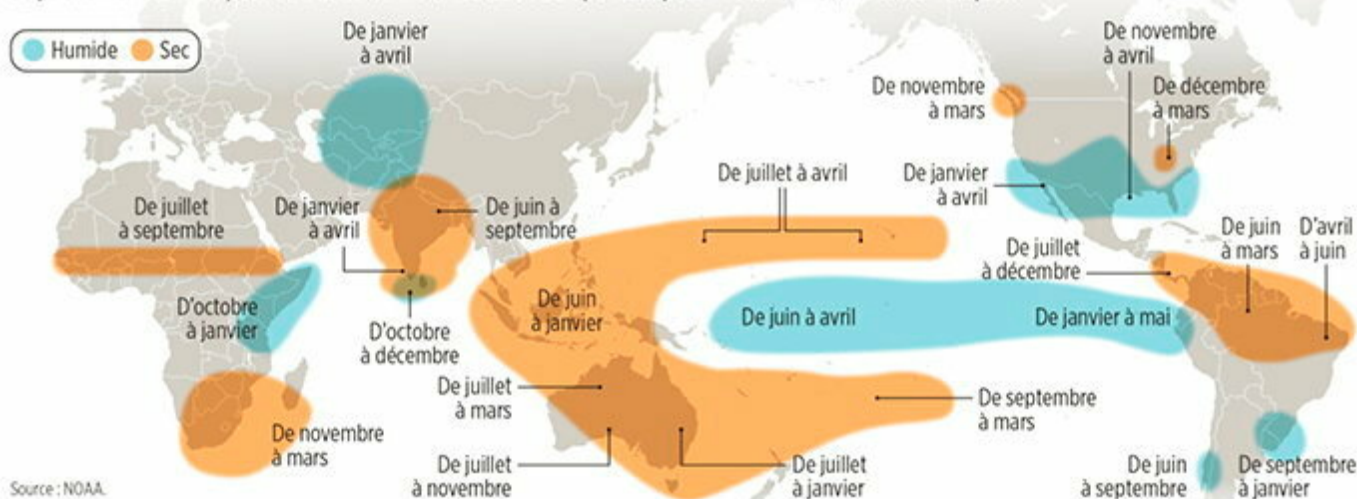 Humide
Sec
De janvier
à avril
De novembre
à avril
De novembre
à mars
De décembre
à mars
De juillet à avril
De janvier
à avril
De juillet
à septembre
De janvier
à avril
De juin à
septembre
De juin
à mars
D'avril
à juin
De juillet
à décembre
D'octobre
à janvier
De juin
à janvier
De juin à avril
De janvier à mai
D'octobre
à décembre
De juillet
à mars
De septembre
à mars
De novembre
à mars
De juillet
à novembre
De juillet
à janvier
De juin
à septembre
De septembre
à janvier
Source : NOAA.